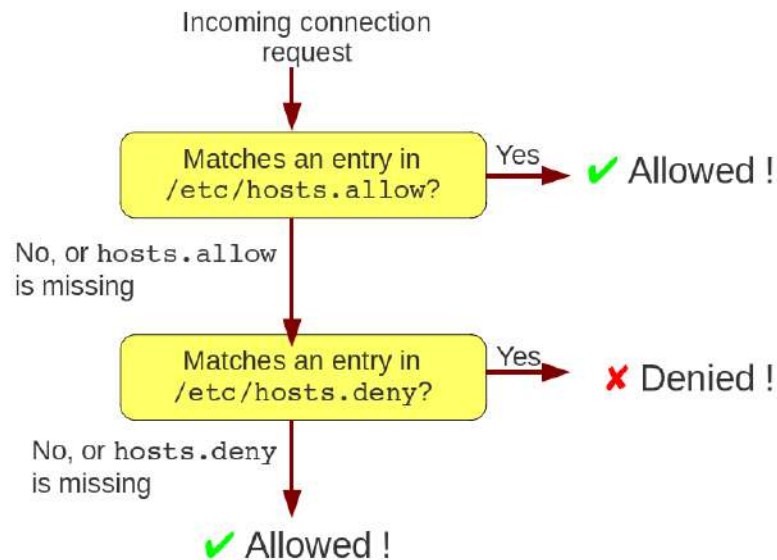 Incoming connection
request
Matches an entry in
/etc/hosts.allow?
Yes
✔ Allowed !
No, or hosts.allow
is missing
Matches an entry in
/etc/hosts.deny?
Yes
✘ Denied !
No, or hosts.deny
is missing
✔ Allowed !